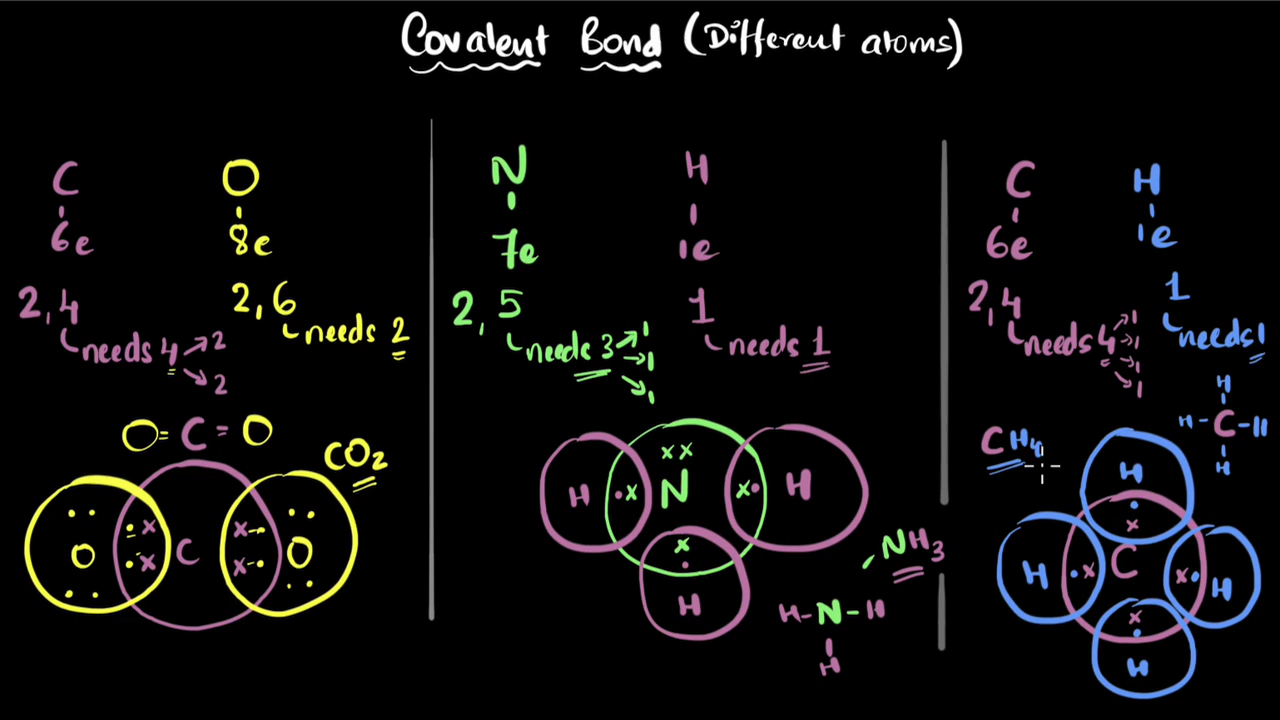 Covalent Bond (Different atoms)
C O
6e 8e
2,4 2,6
needs 4 → 2
→ 2
needs 2
O = C = O
CO2
O C O
N H
7e 1e
2, 5 1
needs 3 → 1
→ 1
→ 1
needs 1
H N H
H
NH3
H-N-H
H
C H
6e 1e
2,4 1
needs 4 → 1
→ 1
→ 1
→ 1
needs 1
H
H-C-H
H
CH4
H
H C H
H